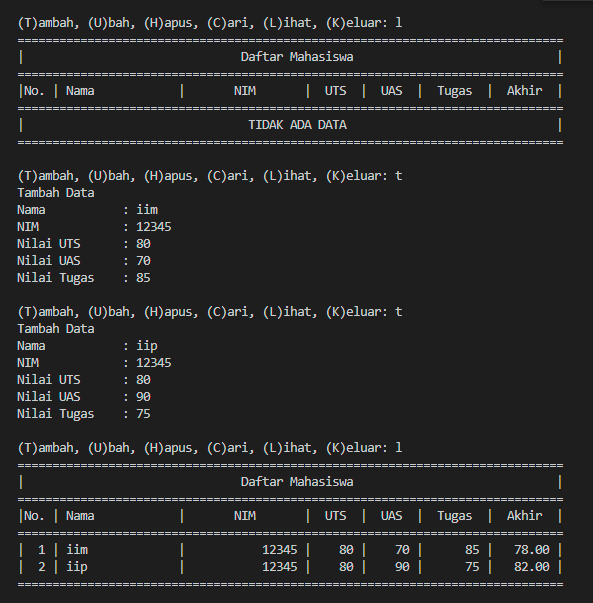 (T)ambah, (U)bah, (H)apus, (C)ari, (L)ihat, (K)eluar: l
==============================================================================
|                               Daftar Mahasiswa                             |
==============================================================================
|No. | Nama            |       NIM       |  UTS  |  UAS  |  Tugas  |  Akhir  |
==============================================================================
|                                TIDAK ADA DATA                              |
==============================================================================
(T)ambah, (U)bah, (H)apus, (C)ari, (L)ihat, (K)eluar: t
Tambah Data
Nama           : iim
NIM            : 12345
Nilai UTS      : 80
Nilai UAS      : 70
Nilai Tugas    : 85
(T)ambah, (U)bah, (H)apus, (C)ari, (L)ihat, (K)eluar: t
Tambah Data
Nama           : iip
NIM            : 12345
Nilai UTS      : 80
Nilai UAS      : 90
Nilai Tugas    : 75
(T)ambah, (U)bah, (H)apus, (C)ari, (L)ihat, (K)eluar: l
==============================================================================
|                               Daftar Mahasiswa                             |
==============================================================================
|No. | Nama            |       NIM       |  UTS  |  UAS  |  Tugas  |  Akhir  |
==============================================================================
|  1 | iim             |           12345 |    80 |    70 |      85 |   78.00 |
|  2 | iip             |           12345 |    80 |    90 |      75 |   82.00 |
==============================================================================